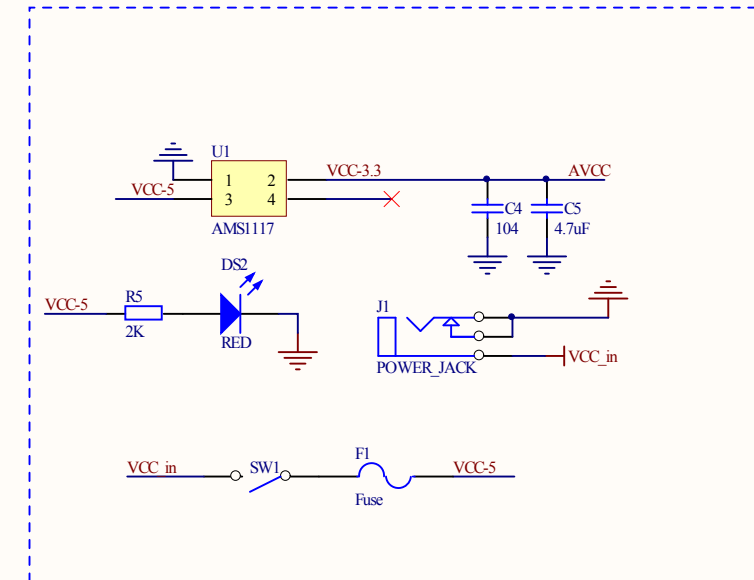 U1
VCC-5
1
2
3
4
VCC-3.3
AVCC
AMS1117
C4
104
C5
4.7uF
DS2
VCC-5
R5
2K
RED
J1
POWER_JACK
VCC_in
VCC_in
SW1
F1
Fuse
VCC-5